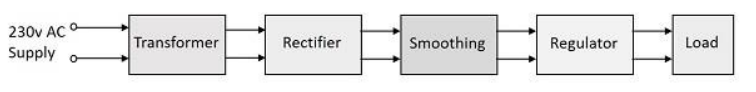 230v AC
Supply
Transformer
Rectifier
Smoothing
Regulator
Load